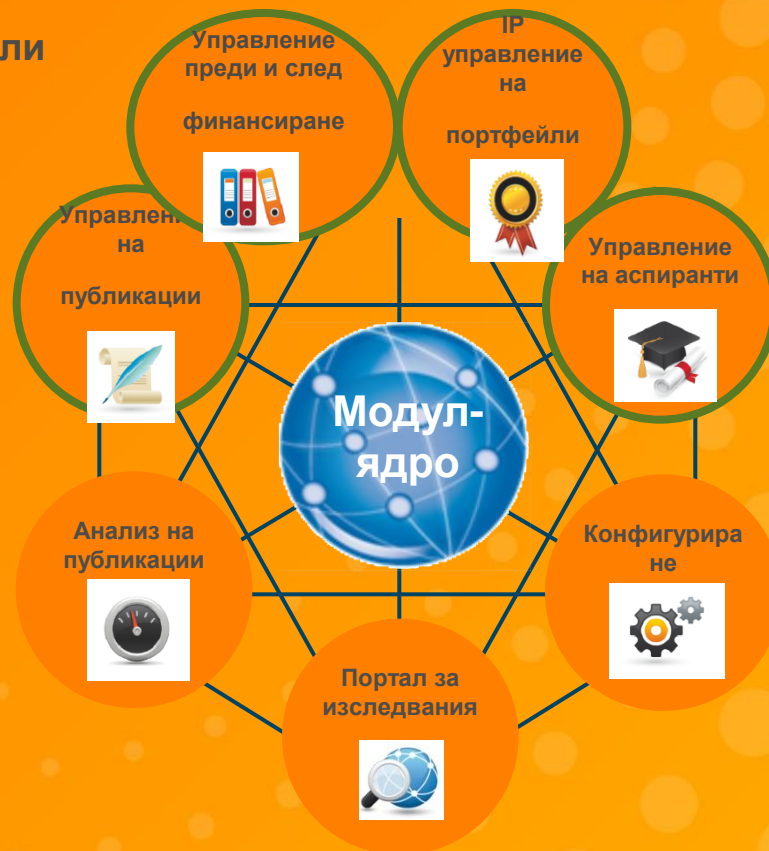 ли
Управление
преди и след
финансиране
IP
управление
на
портфейли
на
публикации
Управление
на аспиранти
Модул-
ядро
Анализ на
публикации
Конфигурира
не
Портал за
изследвания